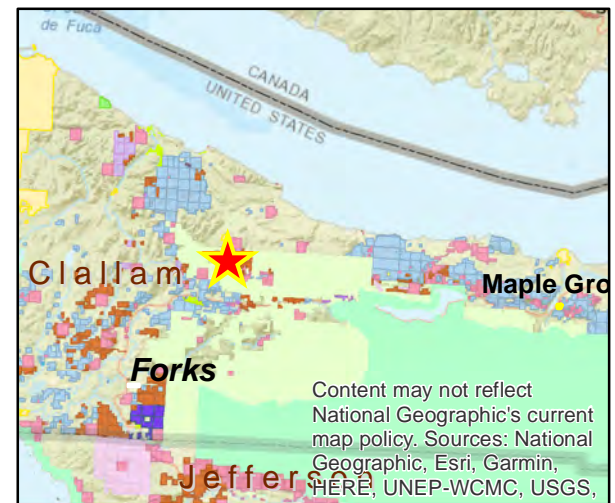 de Fuca
CANADA
UNITED STATES
Clallam
Maple Gro
Forks
Content may not reflect
National Geographic's current
map policy. Sources: National
Geographic, Esri, Garmin,
HERE, UNEP-WCMC, USGS,
Jefferson